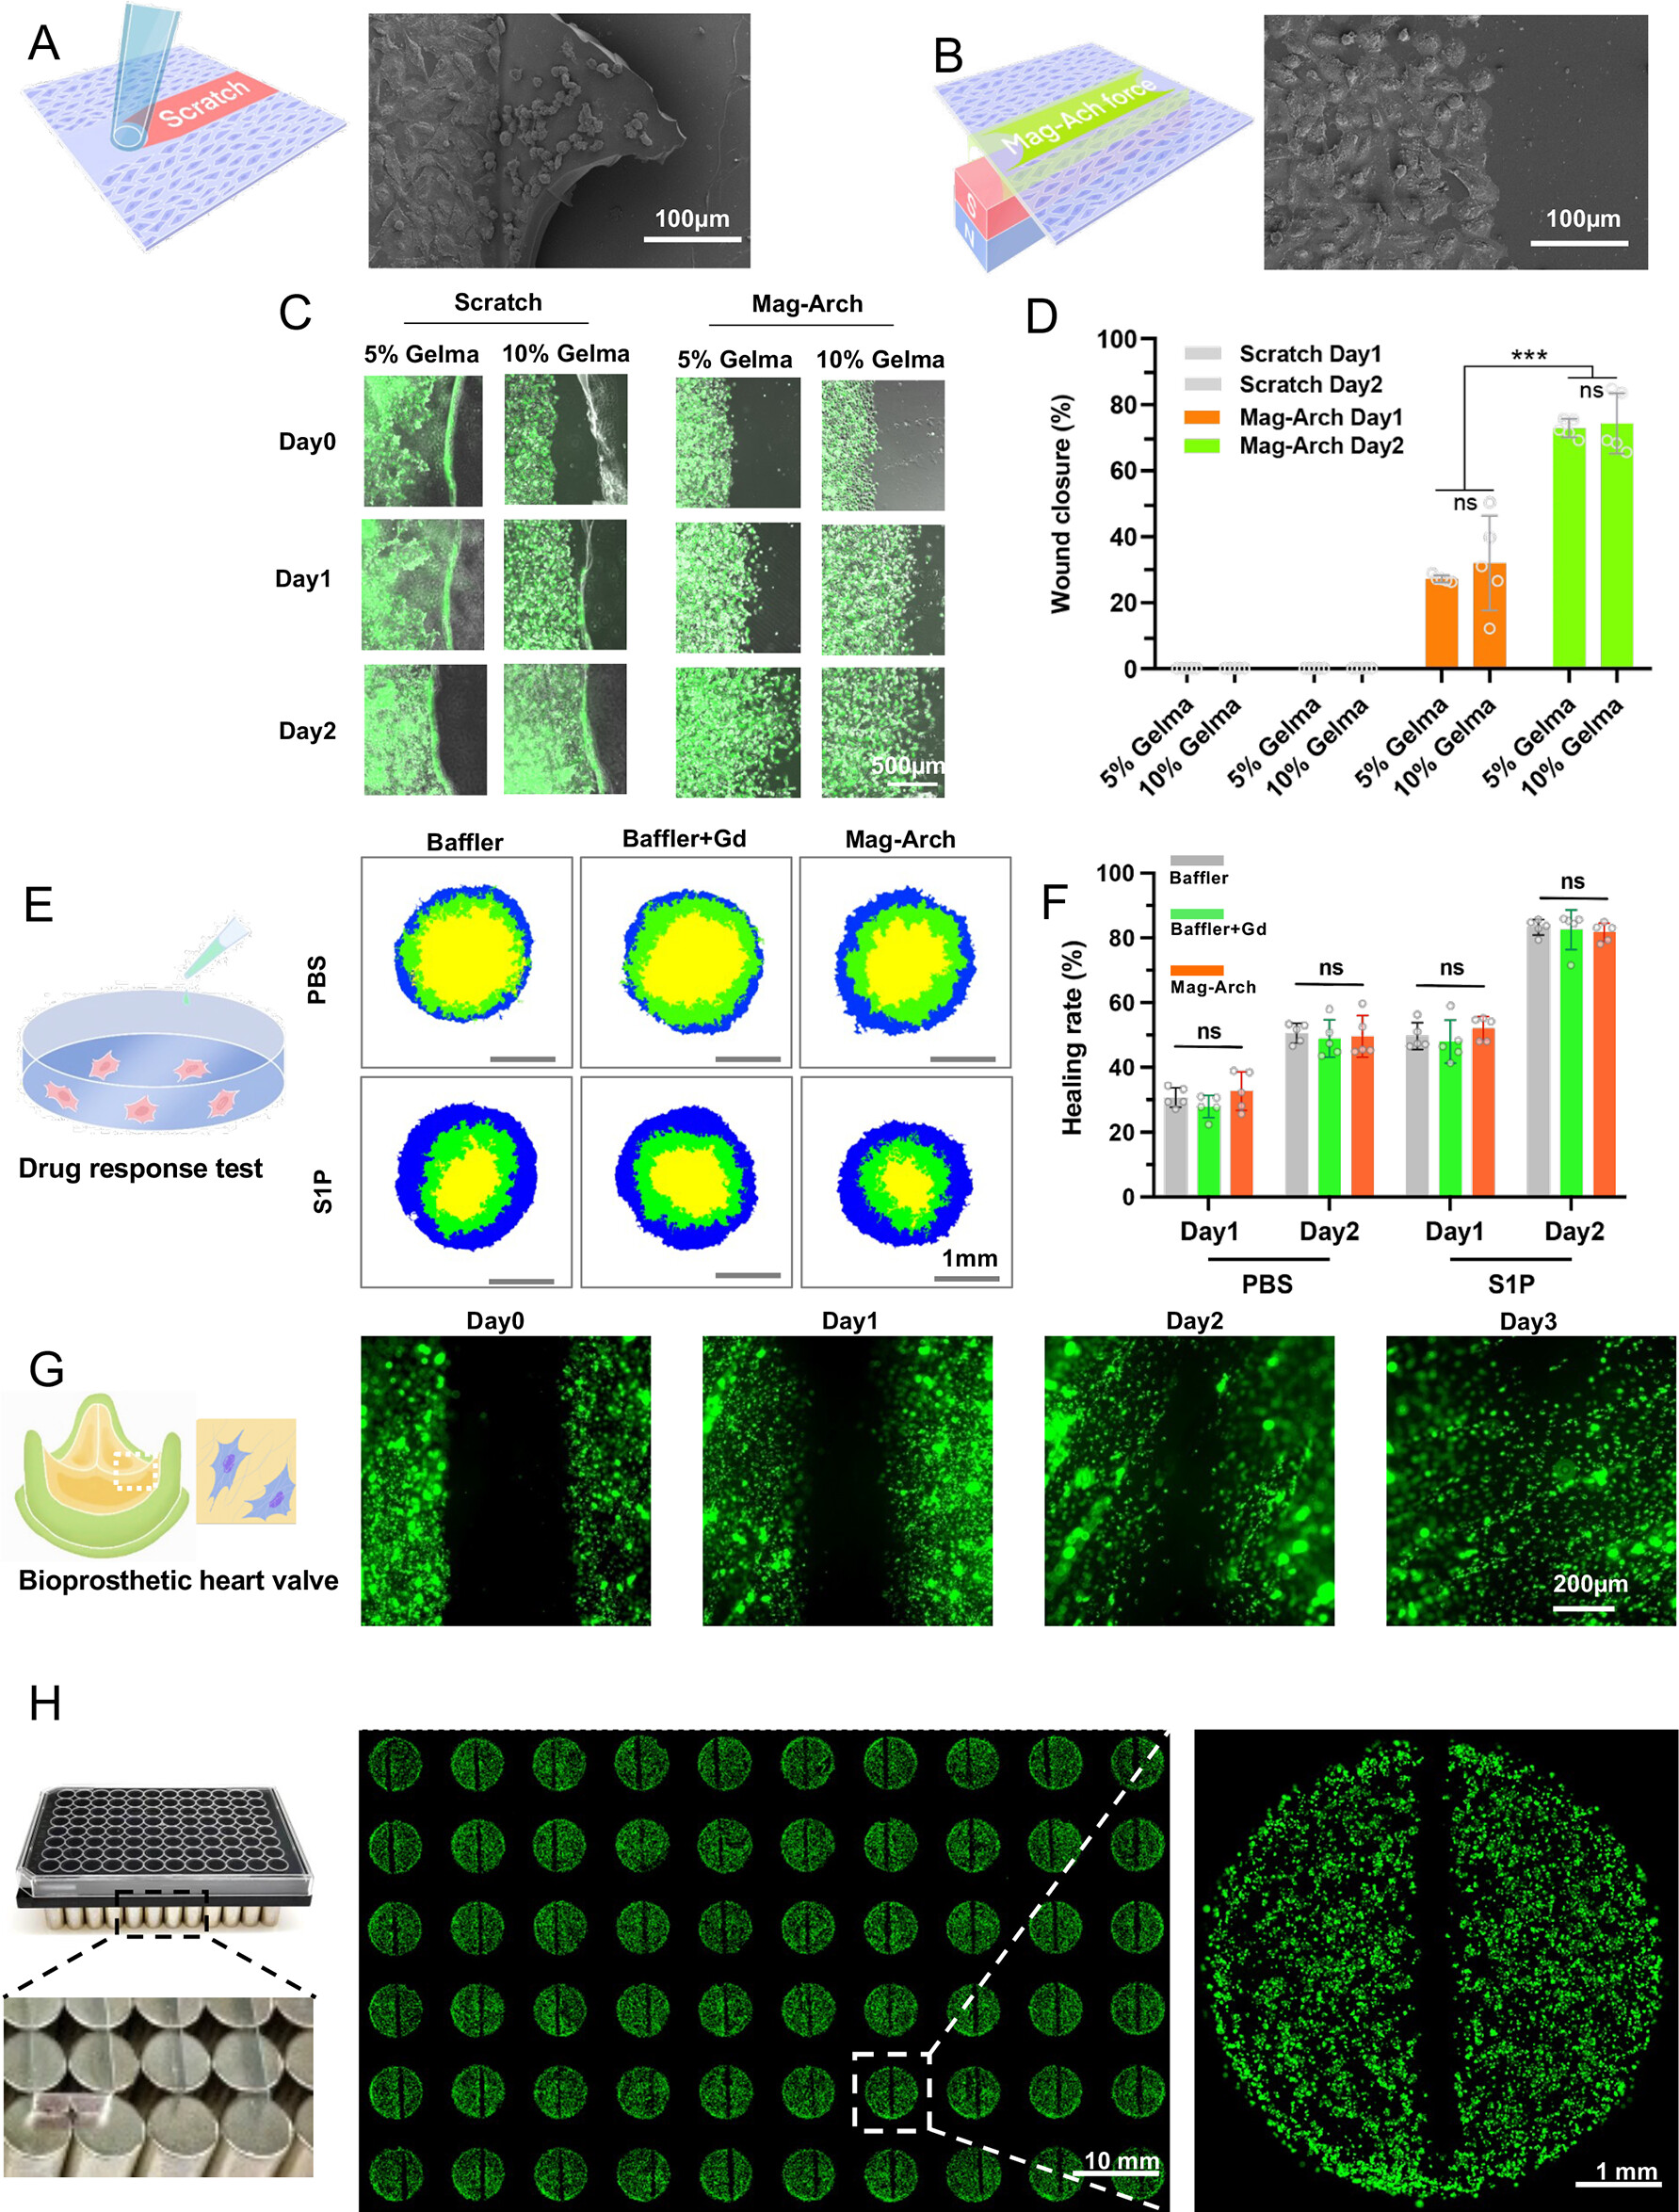 A
Scratch
100μm
B
Mag-Ach force
S
N
100μm
C
Scratch
Mag-Arch
5% Gelma
10% Gelma
5% Gelma
10% Gelma
Day0
Day1
Day2
500μm
D
Wound closure (%)
100
80
60
40
20
0
Scratch Day1
Scratch Day2
Mag-Arch Day1
Mag-Arch Day2
***
ns
ns
5% Gelma
10% Gelma
5% Gelma
10% Gelma
5% Gelma
10% Gelma
5% Gelma
10% Gelma
E
Drug response test
Baffler
Baffler+Gd
Mag-Arch
PBS
S1P
1mm
F
Healing rate (%)
100
80
60
40
20
0
Baffler
Baffler+Gd
Mag-Arch
ns
ns
ns
ns
Day1
Day2
Day1
Day2
PBS
S1P
G
Bioprosthetic heart valve
Day0
Day1
Day2
Day3
200μm
H
10 mm
1 mm